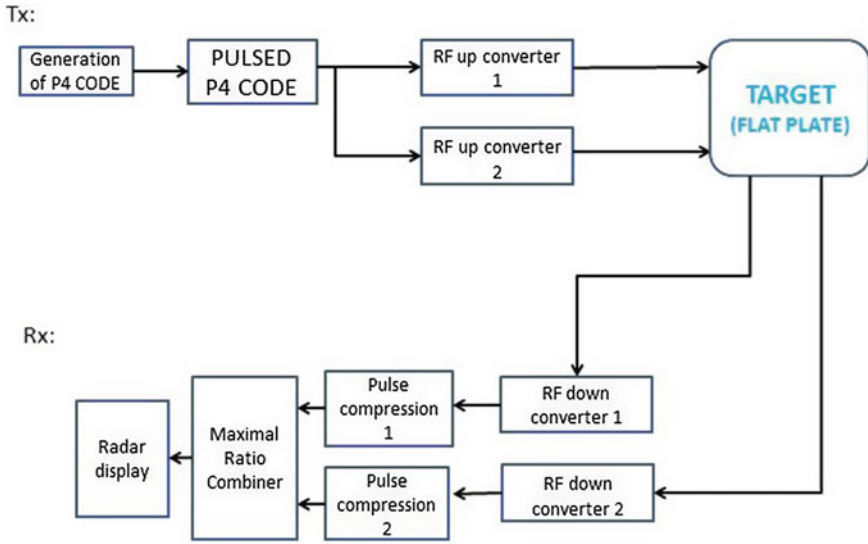 Tx:
Generation
of P4 CODE
PULSED
P4 CODE
RF up converter
1
RF up converter
2
TARGET
(FLAT PLATE)
Rx:
Radar
display
Maximal
Ratio
Combiner
Pulse
compression
1
Pulse
compression
2
RF down
converter 1
RF down
converter 2